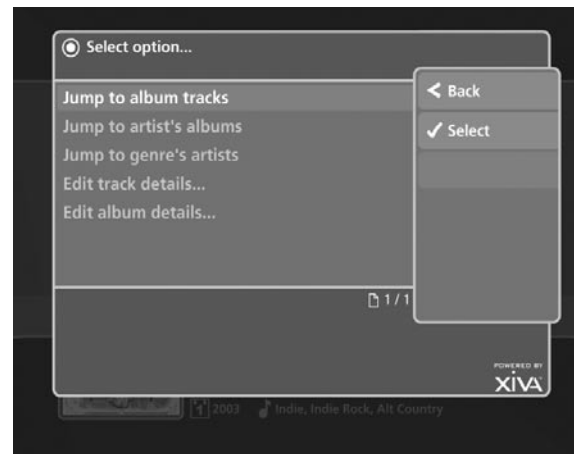 Select option...
Jump to album tracks
Jump to artist's albums
Jump to genre's artists
Edit track details...
Edit album details...
Back
Select
1 / 1
POWERED BY
XiVA
1 2003 Indie, Indie Rock, Alt Country